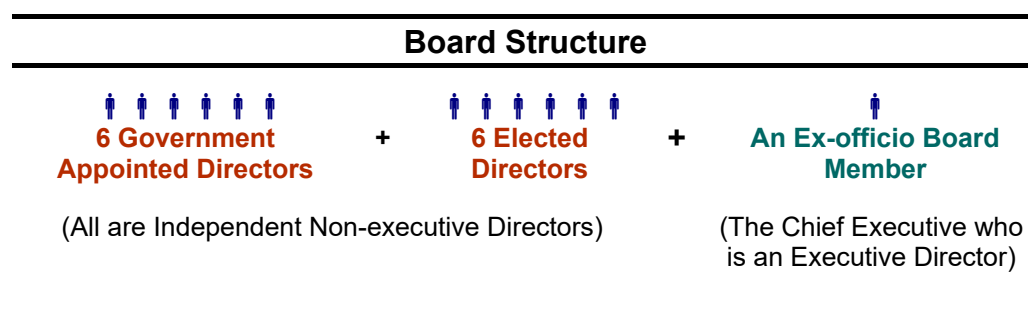 Board Structure
6 Government
Appointed Directors
+
6 Elected
Directors
+
An Ex-officio Board
Member
(All are Independent Non-executive Directors)
(The Chief Executive who
is an Executive Director)